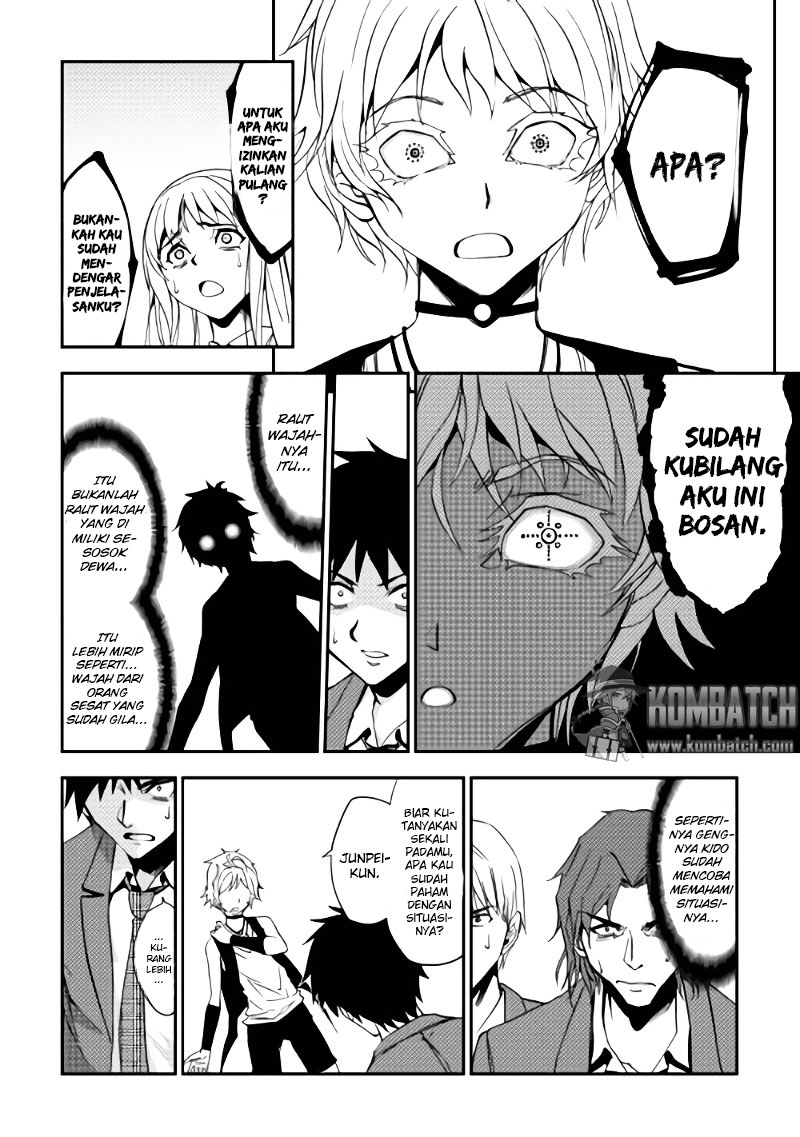 APA?
UNTUK
APA AKU
MENG-
IZINKAN
KALIAN
PULANG
?
BUKAN-
KAH KAU
SUDAH
MEN-
DENGAR
PENJELA-
SANKU?
SUDAH
KUBILANG
AKU INI
BOSAN.
RAUT
WAJAH-
NYA
ITU...
ITU
BUKANLAH
RAUT WAJAH
YANG DI
MILIKI SE-
SOSOK
DEWA...
ITU
LEBIH MIRIP
SEPERTI...
WAJAH DARI
ORANG
SESAT YANG
SUDAH GILA...
KOMBATCH
www.kombatch.com
SEPERTI-
NYA GENG-
NYA KIDO
SUDAH
MENCOBA
MEMAHAMI
SITUASI-
NYA...
BIAR KU-
TANYAKAN
SEKALI
PADAMU,
APA KAU
SUDAH
PAHAM
DENGAN
SITUASI-
NYA?
JUNPEI-
KUN.
...
KU-
RANG
LEBIH
...